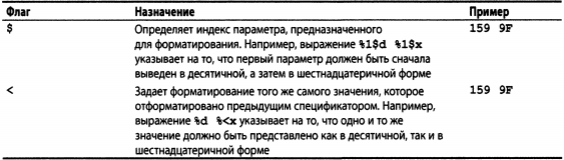 Флаг Назначение Пример
$ Определяет индекс параметра, предназначенного 159 9F
для форматирования. Например, выражение %1$d %1$x
указывает на то, что первый параметр должен быть сначала
выведен в десятичной, а затем в шестнадцатеричной форме
< Задает форматирование того же самого значения, которое 159 9F
отформатировано предыдущим спецификатором. Например,
выражение %d %<x указывает на то, что одно и то же
значение должно быть представлено как в десятичной, так и в
шестнадцатеричной форме